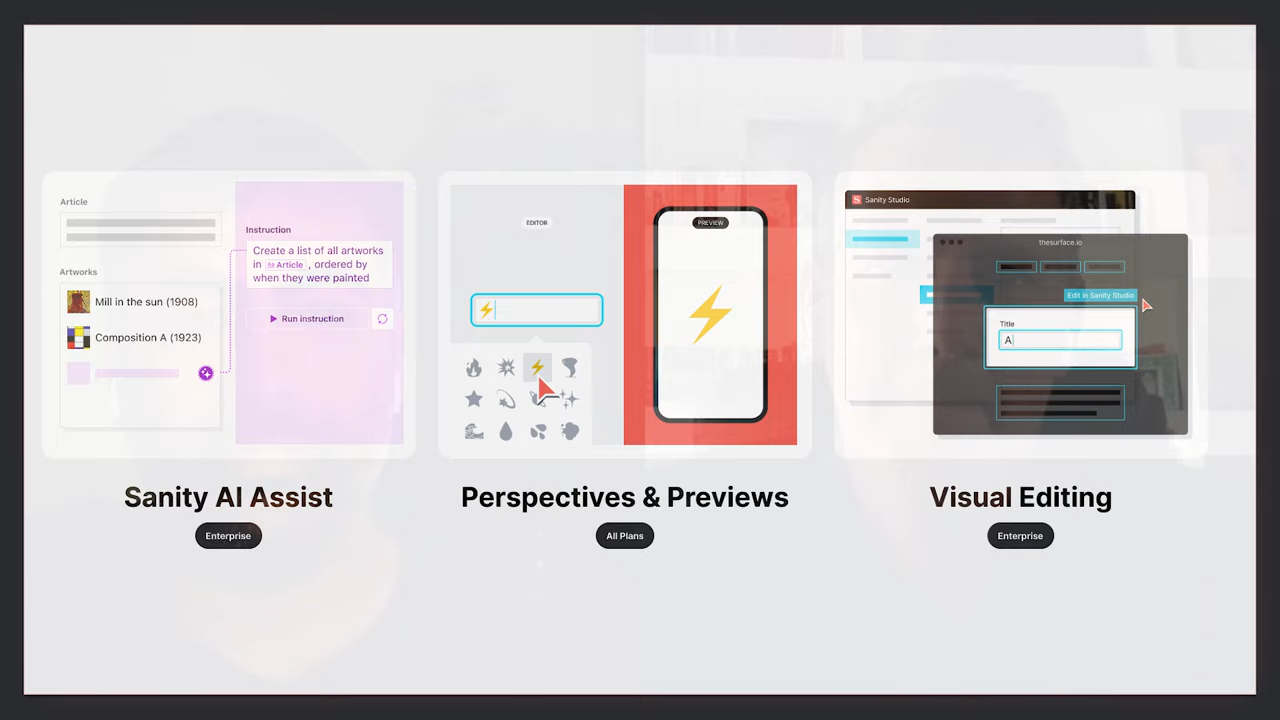 Article
Artworks
Mill in the sun (1908)
Composition A (1923)
Instruction
Create a list of all artworks
in Article , ordered by
when they were painted
Run instruction
Sanity AI Assist
Enterprise
EDITOR
PREVIEW
Perspectives & Previews
All Plans
S Sanity Studio
thesurface.io
Edit in Sanity Studio
Title
A
Visual Editing
Enterprise